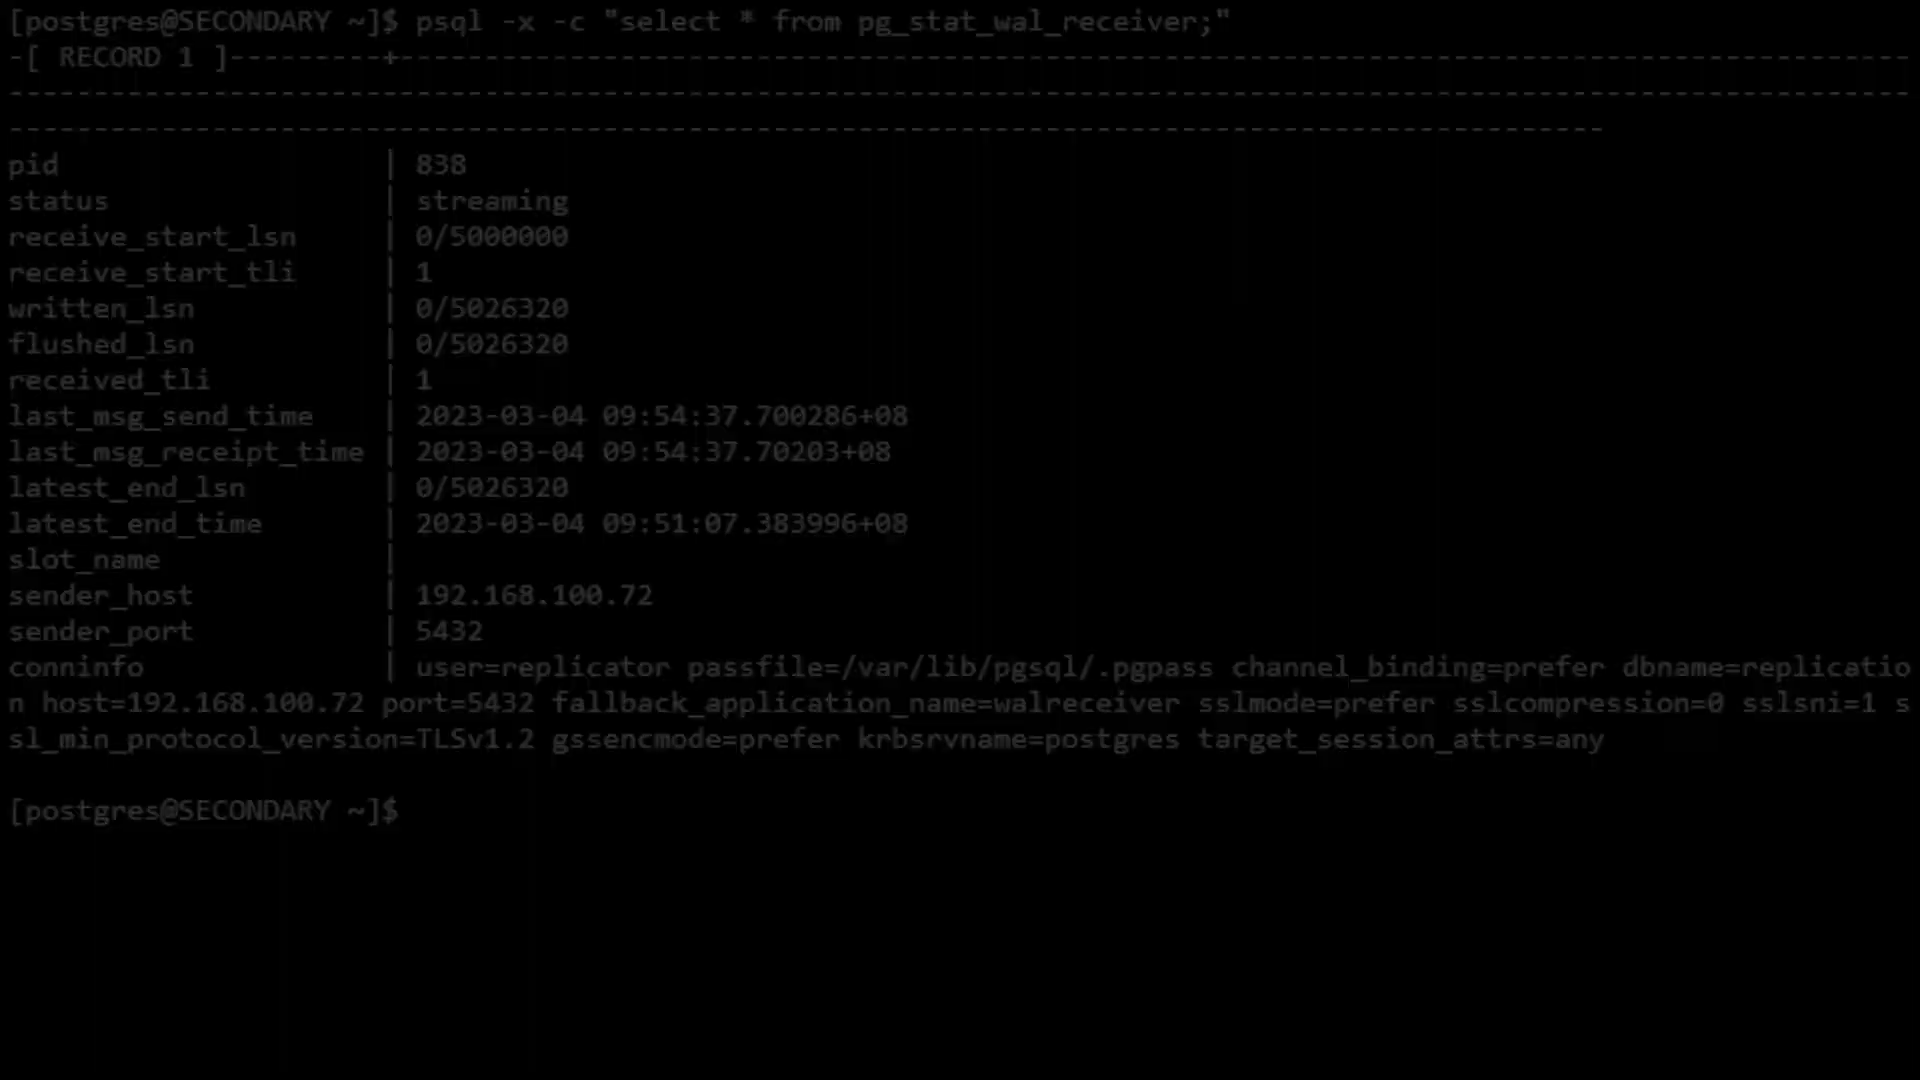 [postgres@SECONDARY ~]$ psql -x -c "select * from pg_stat_wal_receiver;"
-[ RECORD 1 ]---------+-----------------------------------------------------------------------------------------
----------------------------------------------------------------------------------------------------------------
----------------------------------------------------------------------------------------------
pid                   | 838
status                | streaming
receive_start_lsn     | 0/5000000
receive_start_tli     | 1
written_lsn           | 0/5026320
flushed_lsn           | 0/5026320
received_tli          | 1
last_msg_send_time    | 2023-03-04 09:54:37.700286+08
last_msg_receipt_time | 2023-03-04 09:54:37.70203+08
latest_end_lsn        | 0/5026320
latest_end_time       | 2023-03-04 09:51:07.383996+08
slot_name             |
sender_host           | 192.168.100.72
sender_port           | 5432
conninfo              | user=replicator passfile=/var/lib/pgsql/.pgpass channel_binding=prefer dbname=replicatio
n host=192.168.100.72 port=5432 fallback_application_name=walreceiver sslmode=prefer sslcompression=0 sslsni=1 s
sl_min_protocol_version=TLSv1.2 gssencmode=prefer krbsrvname=postgres target_session_attrs=any
[postgres@SECONDARY ~]$